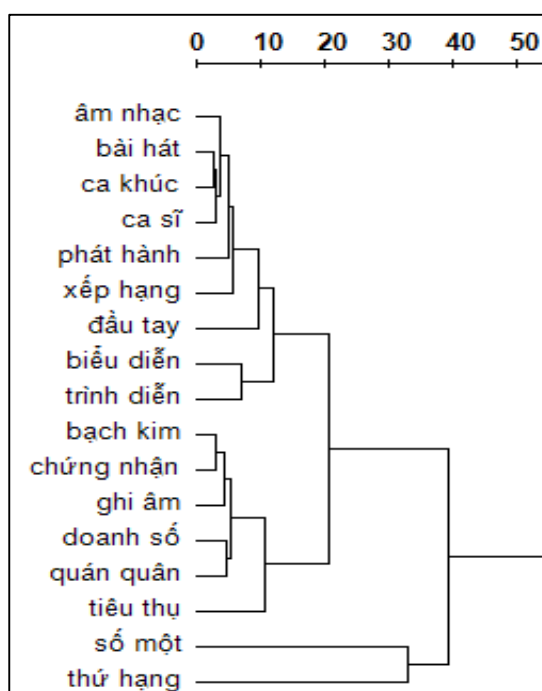 0 10 20 30 40 50
âm nhạc
bài hát
ca khúc
ca sĩ
phát hành
xếp hạng
đầu tay
biểu diễn
trình diễn
bạch kim
chứng nhận
ghi âm
doanh số
quán quân
tiêu thụ
số một
thứ hạng